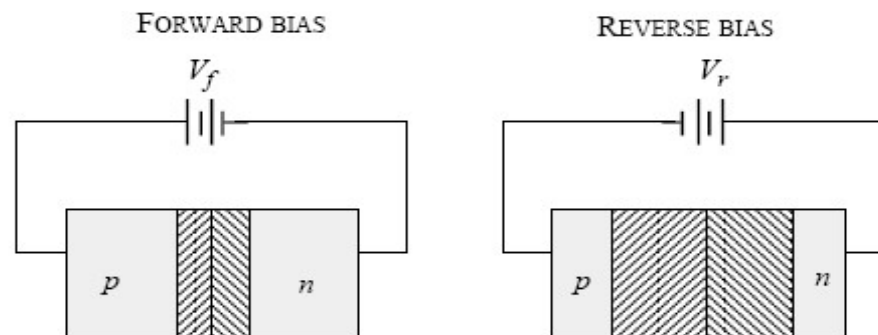 FORWARD BIAS
REVERSE BIAS
V_f
V_r
p
n
p
n